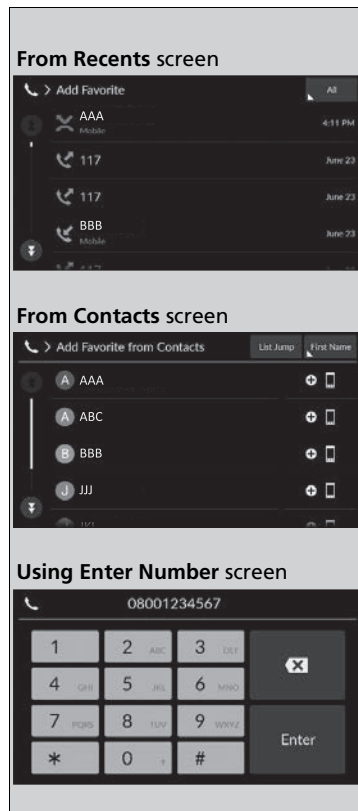 From Recents screen
> Add Favorite All
AAA 4:11 PM
Mobile
117 June 23
117 June 23
BBB June 23
Mobile
From Contacts screen
> Add Favorite from Contacts List Jump First Name
A AAA
A ABC
B BBB
J JJJ
Using Enter Number screen
08001234567
1 2 ABC 3 DEF
4 GHI 5 JKL 6 MNO
7 PQRS 8 TUV 9 WXYZ Enter
* 0 + #